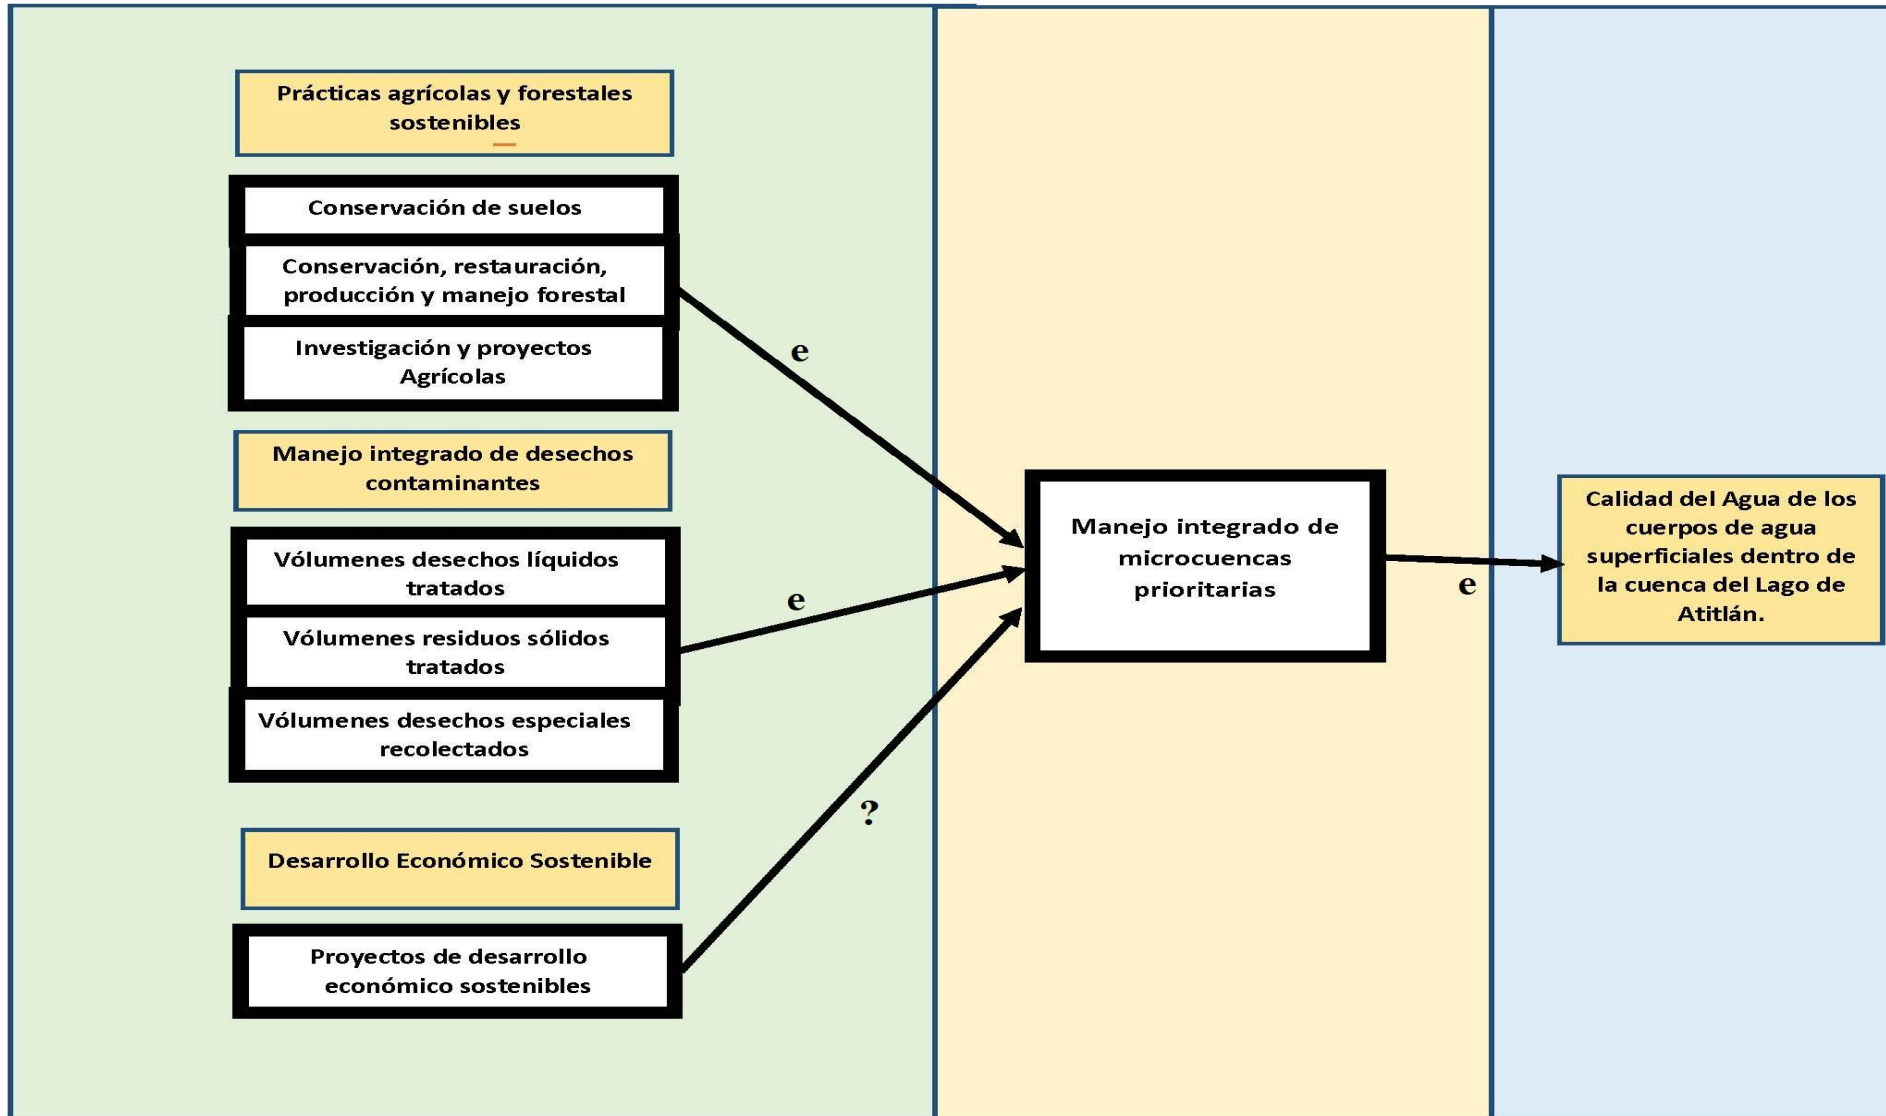 Prácticas agrícolas y forestales
sostenibles
Conservación de suelos
Conservación, restauración,
producción y manejo forestal
Investigación y proyectos
Agrícolas
e
Manejo integrado de desechos
contaminantes
Vólumenes desechos líquidos
tratados
e
Vólumenes residuos sólidos
tratados
Vólumenes desechos especiales
recolectados
?
Desarrollo Económico Sostenible
Proyectos de desarrollo
económico sostenibles
Manejo integrado de
microcuencas
prioritarias
e
Calidad del Agua de los
cuerpos de agua
superficiales dentro de
la cuenca del Lago de
Atitlán.